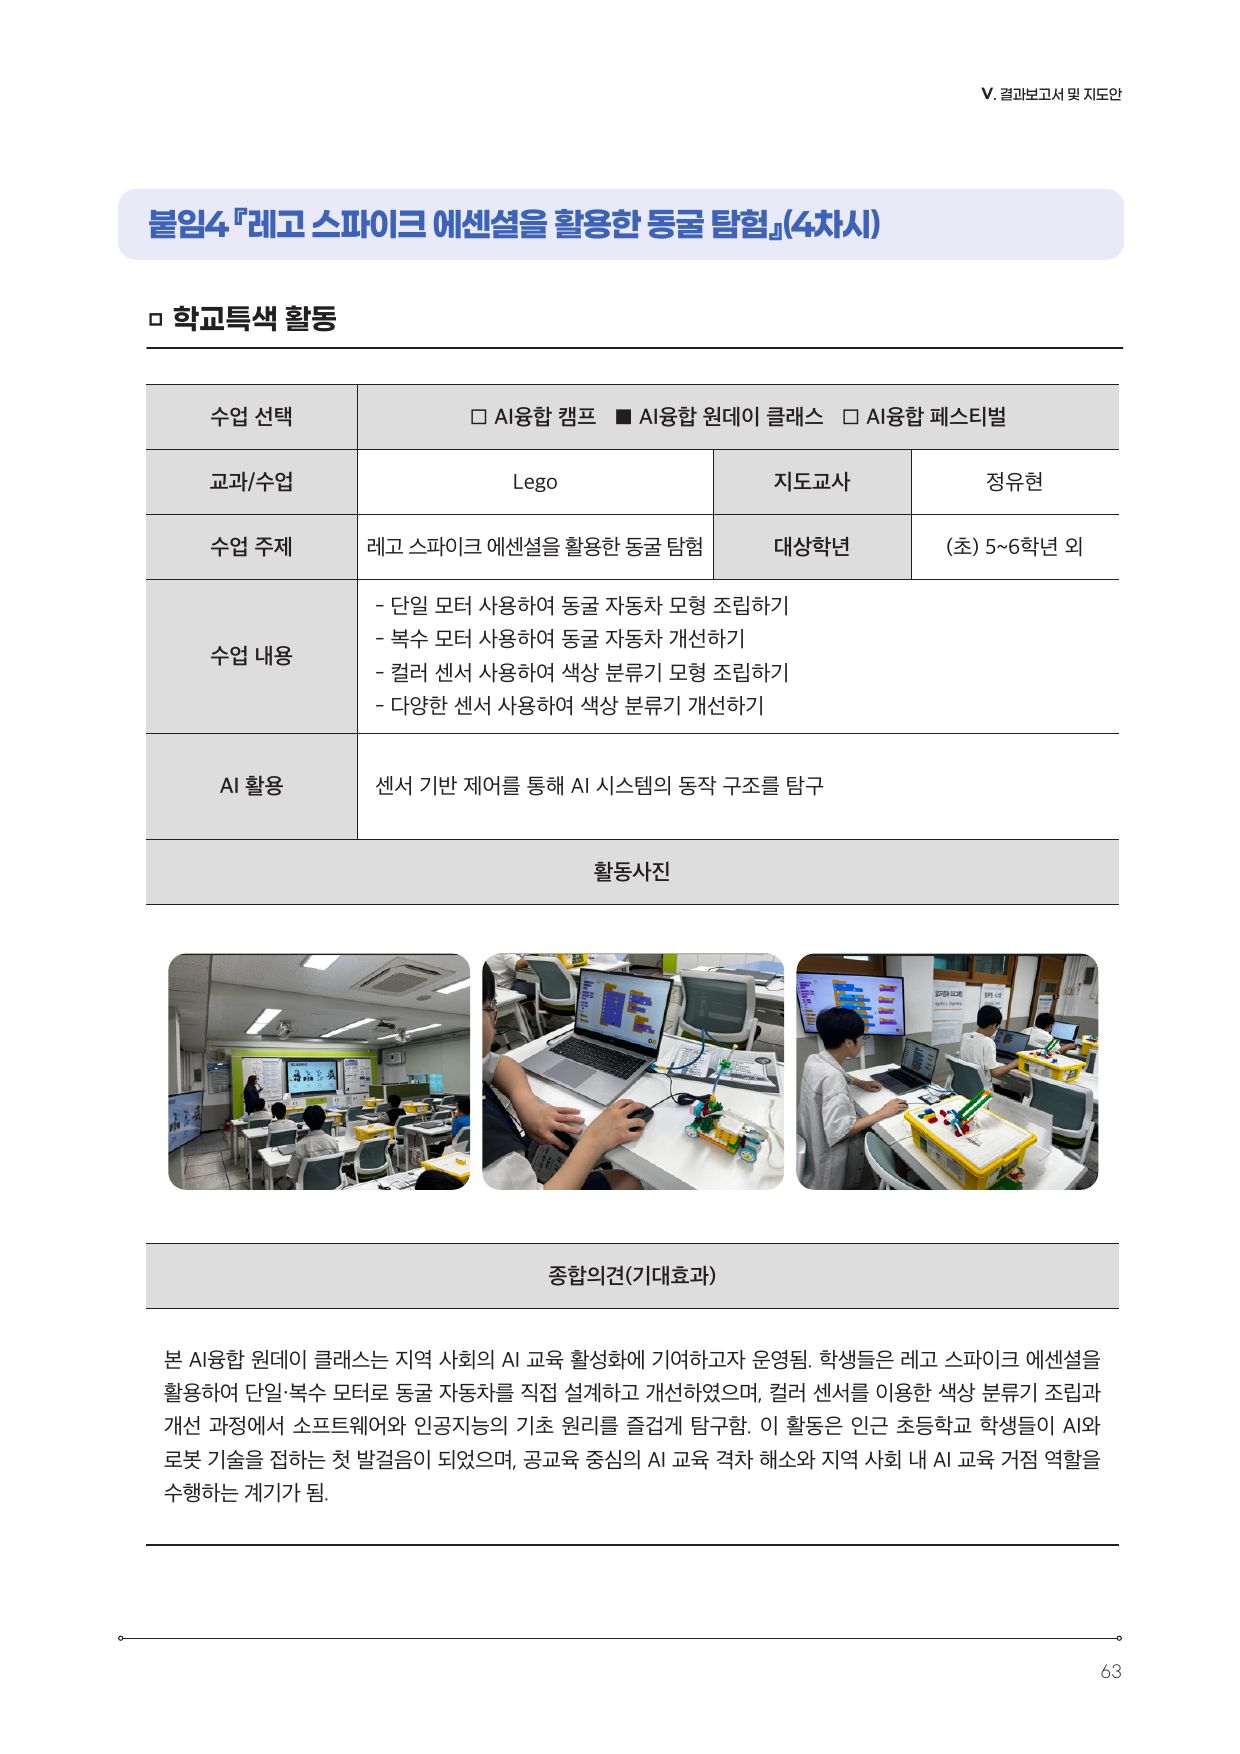 V. 결과보고서 및 지도안
붙임4『레고 스파이크 에센셜을 활용한 동굴 탐험』(4차시)
□ 학교특색 활동
수업 선택
□ AI융합 캠프 ■ AI융합 원데이 클래스 □ AI융합 페스티벌
교과/수업
Lego
지도교사
정유현
수업 주제
레고 스파이크 에센셜을 활용한 동굴 탐험
대상학년
(초) 5~6학년 외
수업 내용
- 단일 모터 사용하여 동굴 자동차 모형 조립하기
- 복수 모터 사용하여 동굴 자동차 개선하기
- 컬러 센서 사용하여 색상 분류기 모형 조립하기
- 다양한 센서 사용하여 색상 분류기 개선하기
AI 활용
센서 기반 제어를 통해 AI 시스템의 동작 구조를 탐구
활동사진
종합의견(기대효과)
본 AI융합 원데이 클래스는 지역 사회의 AI 교육 활성화에 기여하고자 운영됨. 학생들은 레고 스파이크 에센셜을
활용하여 단일·복수 모터로 동굴 자동차를 직접 설계하고 개선하였으며, 컬러 센서를 이용한 색상 분류기 조립과
개선 과정에서 소프트웨어와 인공지능의 기초 원리를 즐겁게 탐구함. 이 활동은 인근 초등학교 학생들이 AI와
로봇 기술을 접하는 첫 발걸음이 되었으며, 공교육 중심의 AI 교육 격차 해소와 지역 사회 내 AI 교육 거점 역할을
수행하는 계기가 됨.
63